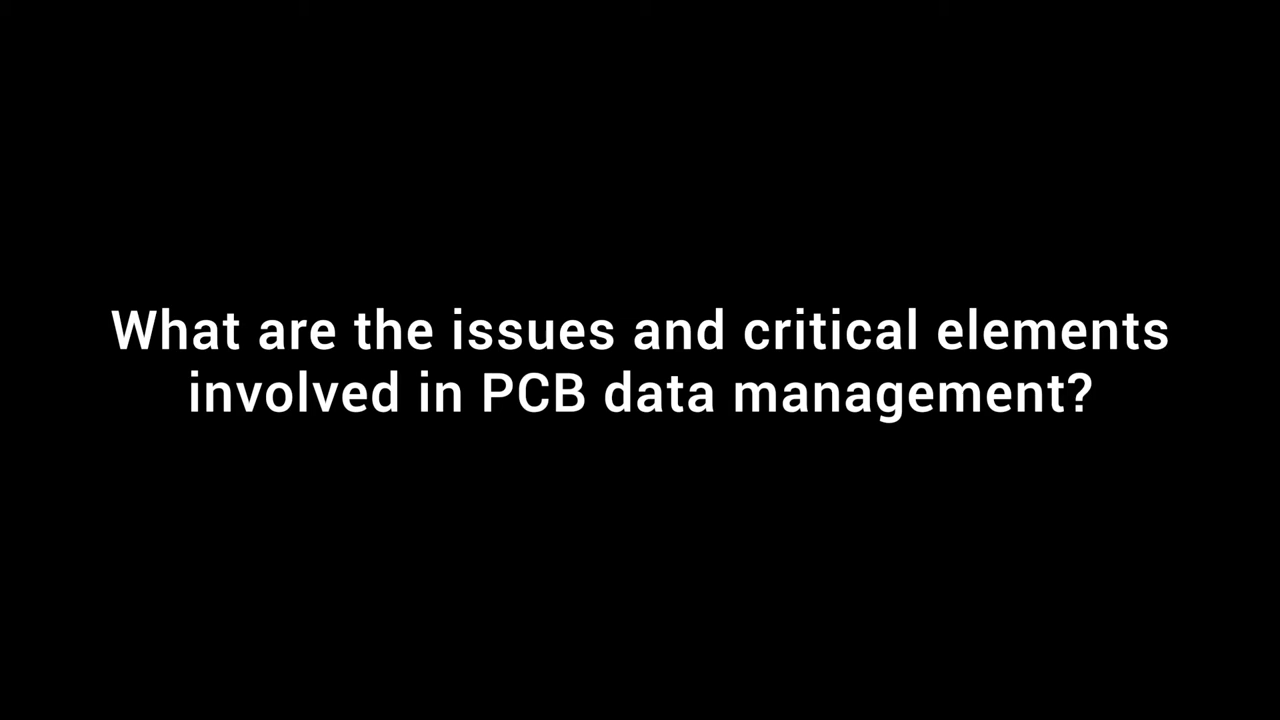 What are the issues and critical elements
involved in PCB data management?